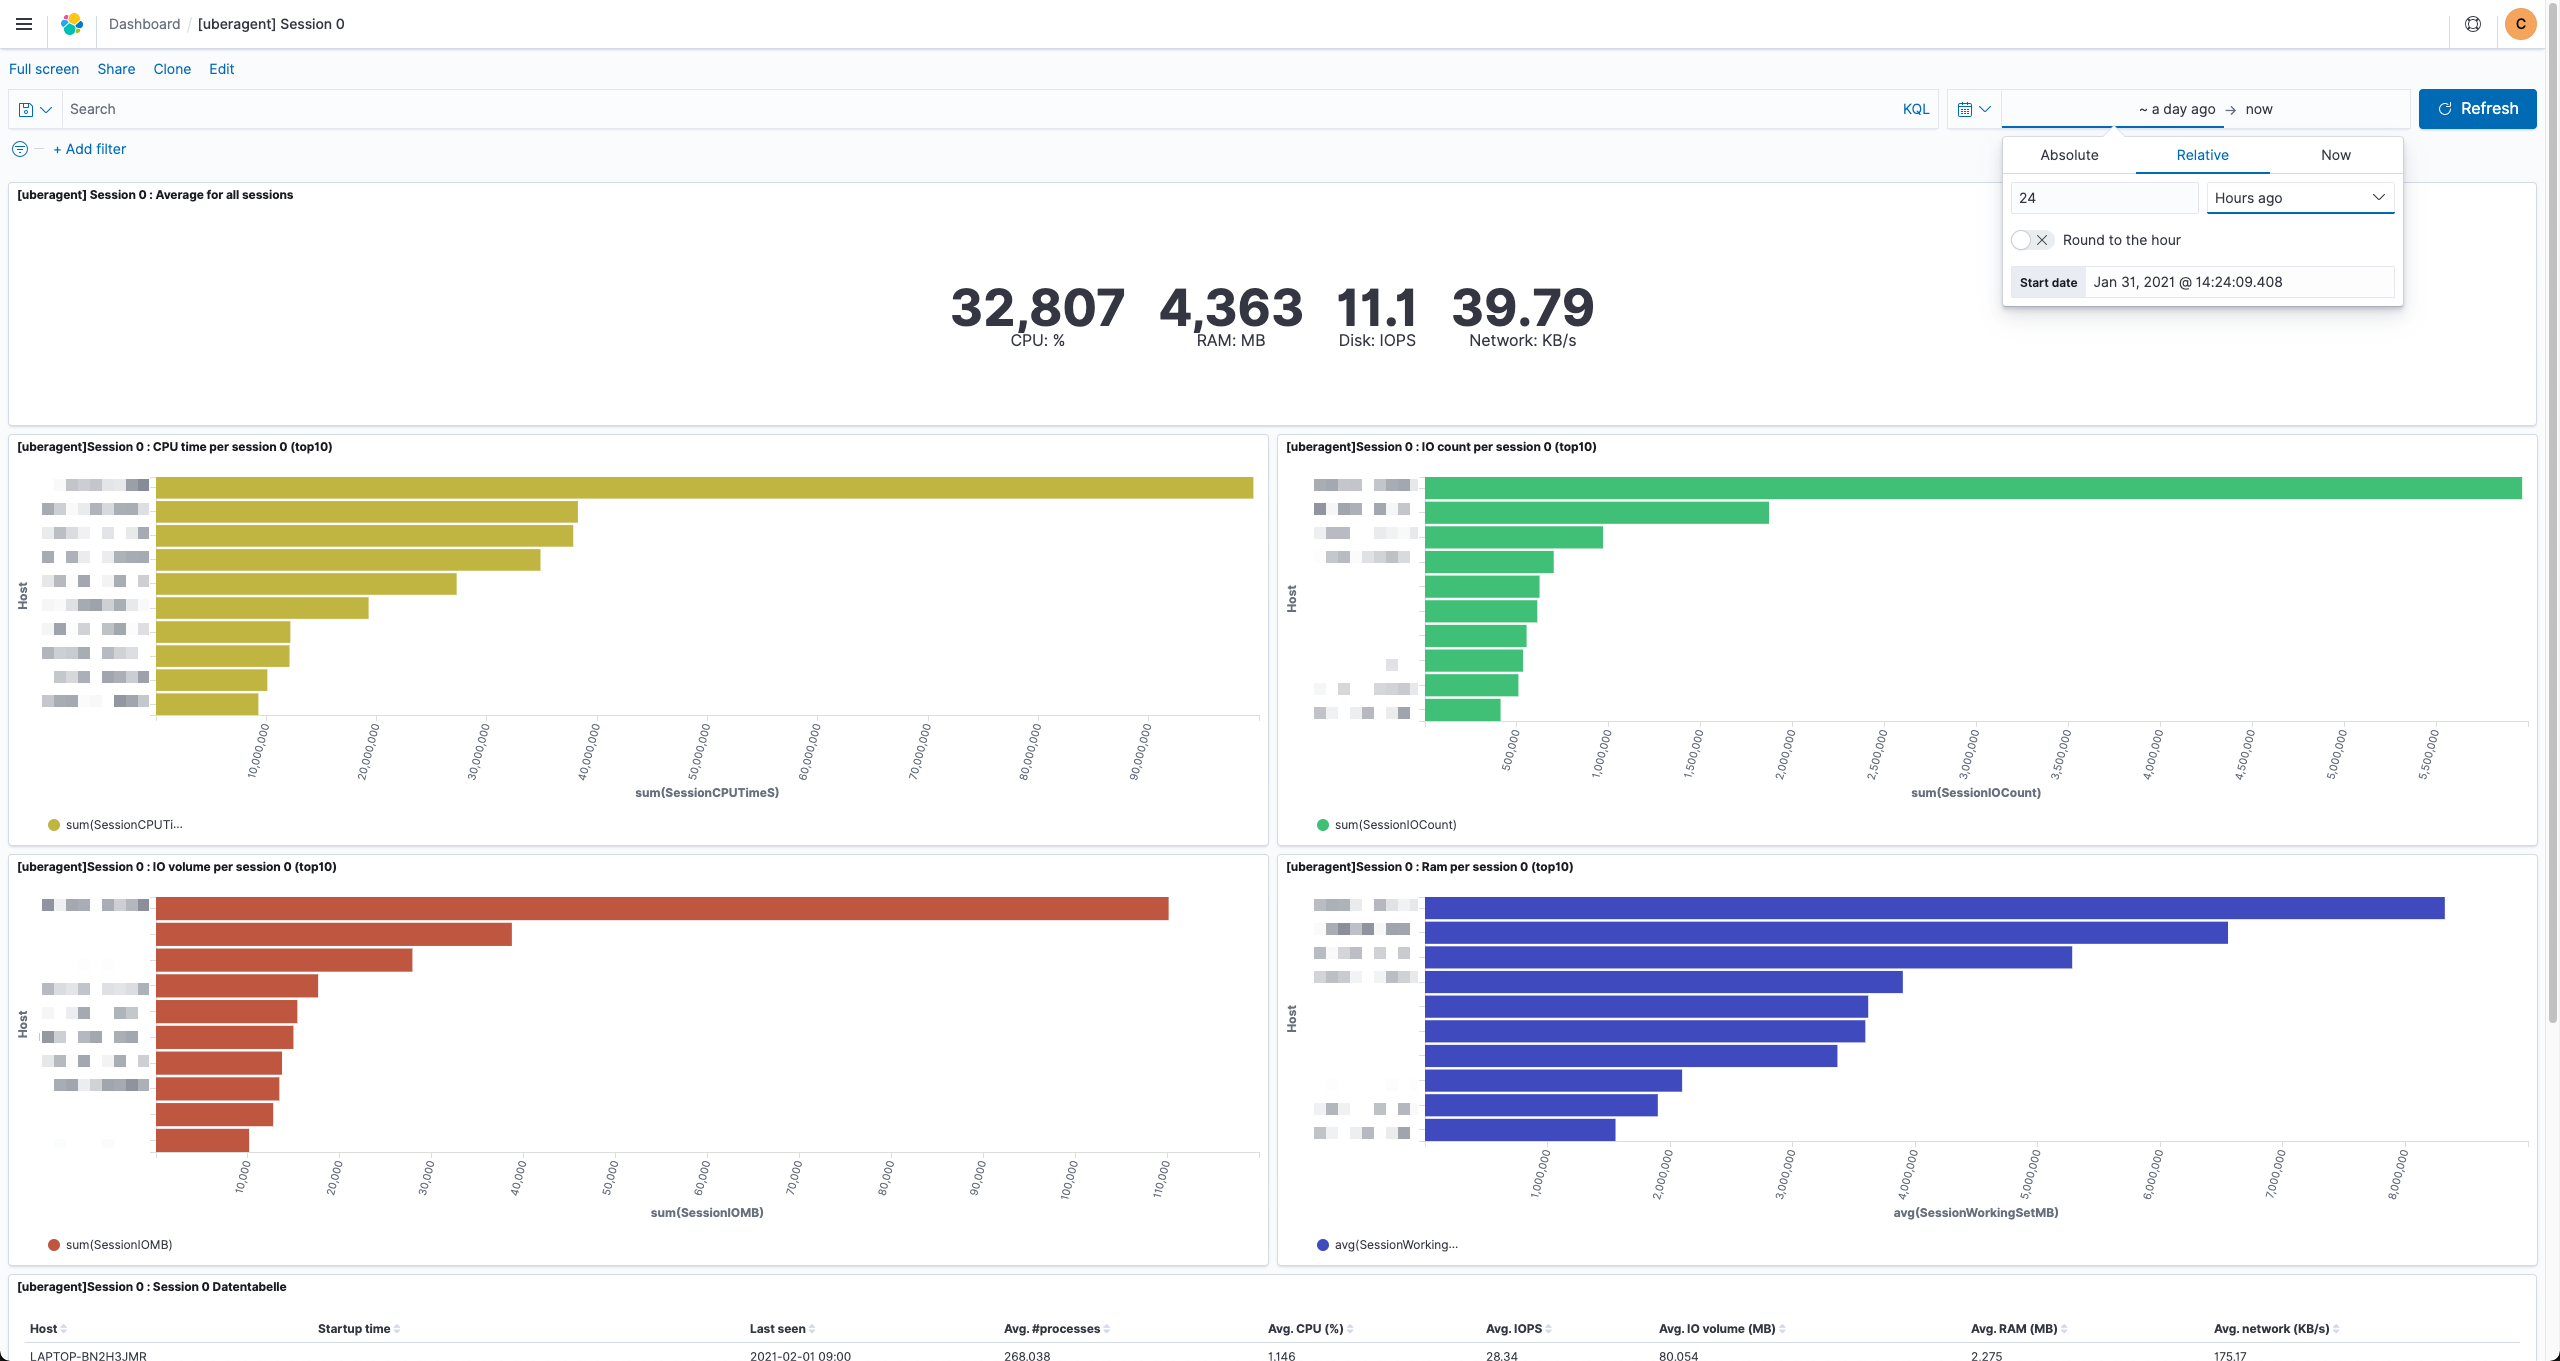 Dashboard / [uberagent] Session 0
C
Full screen Share Clone Edit
Search KQL
~ a day ago → now
Refresh
+ Add filter
Absolute Relative Now
24 Hours ago
Round to the hour
Start date Jan 31, 2021 @ 14:24:09.408
[uberagent] Session 0 : Average for all sessions
32,807 4,363 11.1 39.79
CPU: % RAM: MB Disk: IOPS Network: KB/s
[uberagent]Session 0 : CPU time per session 0 (top10)
Host
10,000,000 20,000,000 30,000,000 40,000,000 50,000,000 60,000,000 70,000,000 80,000,000 90,000,000
sum(SessionCPUTimeS)
sum(SessionCPUTi...
[uberagent]Session 0 : IO count per session 0 (top10)
Host
500,000 1,000,000 1,500,000 2,000,000 2,500,000 3,000,000 3,500,000 4,000,000 4,500,000 5,000,000 5,500,000
sum(SessionIOCount)
sum(SessionIOCount)
[uberagent]Session 0 : IO volume per session 0 (top10)
Host
10,000 20,000 30,000 40,000 50,000 60,000 70,000 80,000 90,000 100,000 110,000
sum(SessionIOMB)
sum(SessionIOMB)
[uberagent]Session 0 : Ram per session 0 (top10)
Host
1,000,000 2,000,000 3,000,000 4,000,000 5,000,000 6,000,000 7,000,000 8,000,000
avg(SessionWorkingSetMB)
avg(SessionWorking...
[uberagent]Session 0 : Session 0 Datentabelle
Host Startup time Last seen Avg. #processes Avg. CPU (%) Avg. IOPS Avg. IO volume (MB) Avg. RAM (MB) Avg. network (KB/s)
LAPTOP-BN2H3JMR 2021-02-01 09:00 268.038 1.146 28.34 80.054 2.275 175.17